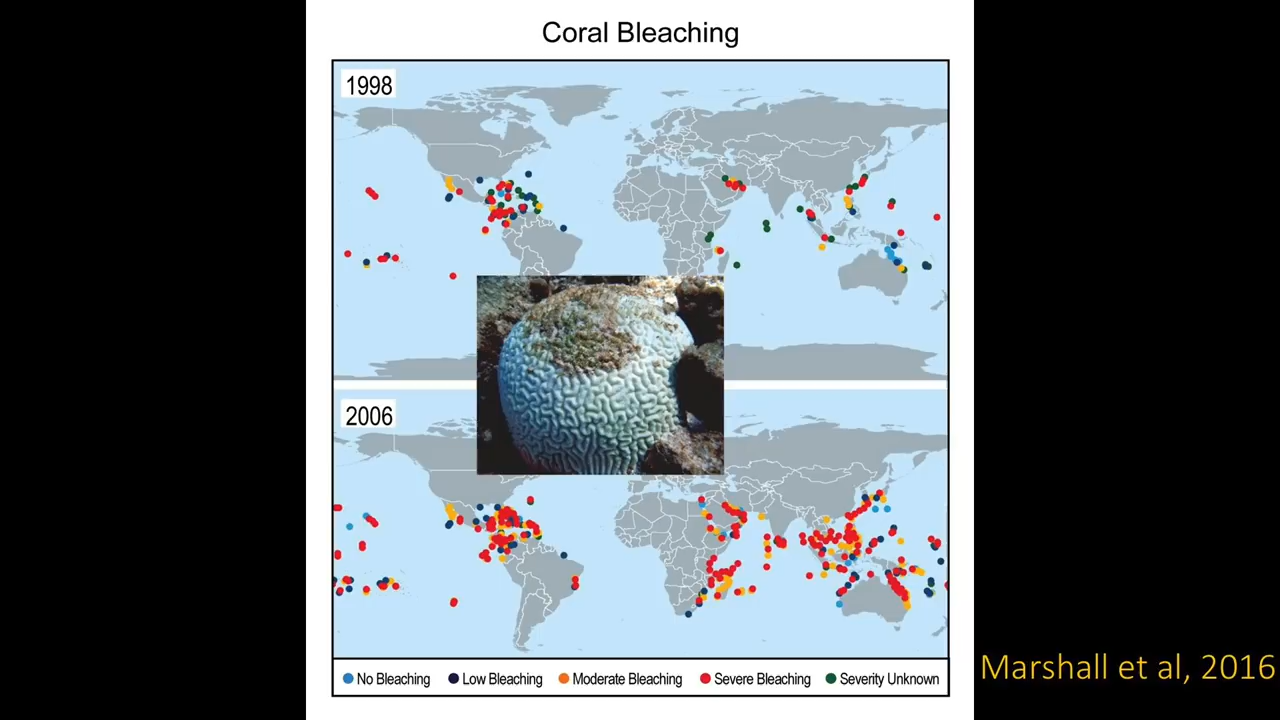 Coral Bleaching
1998
2006
No Bleaching Low Bleaching Moderate Bleaching Severe Bleaching Severity Unknown
Marshall et al, 2016